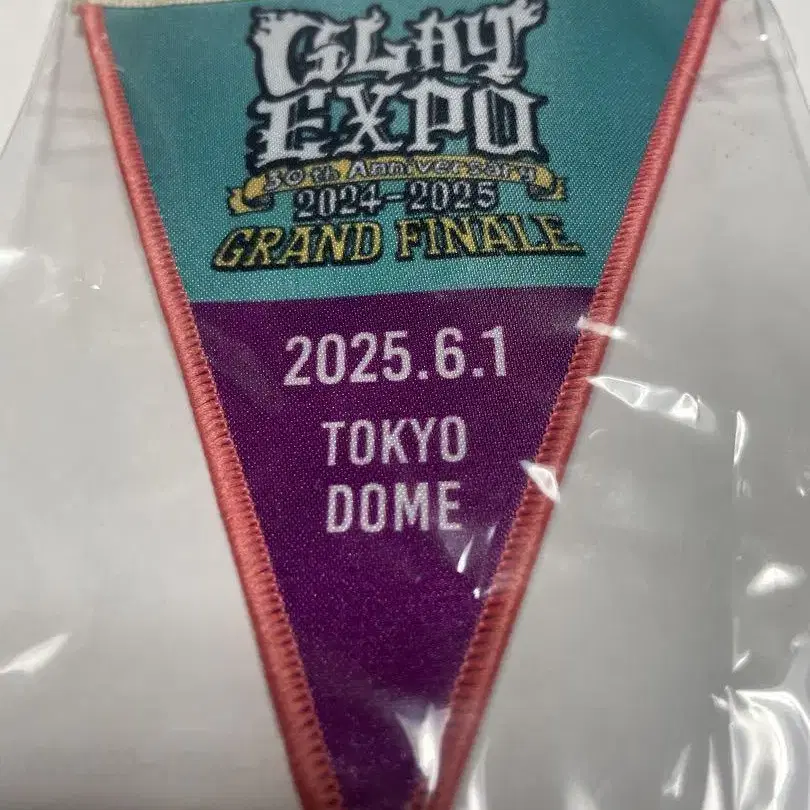 GLAY
EXPO
30th Anniversary
2024-2025
GRAND FINALE
2025.6.1
TOKYO
DOME